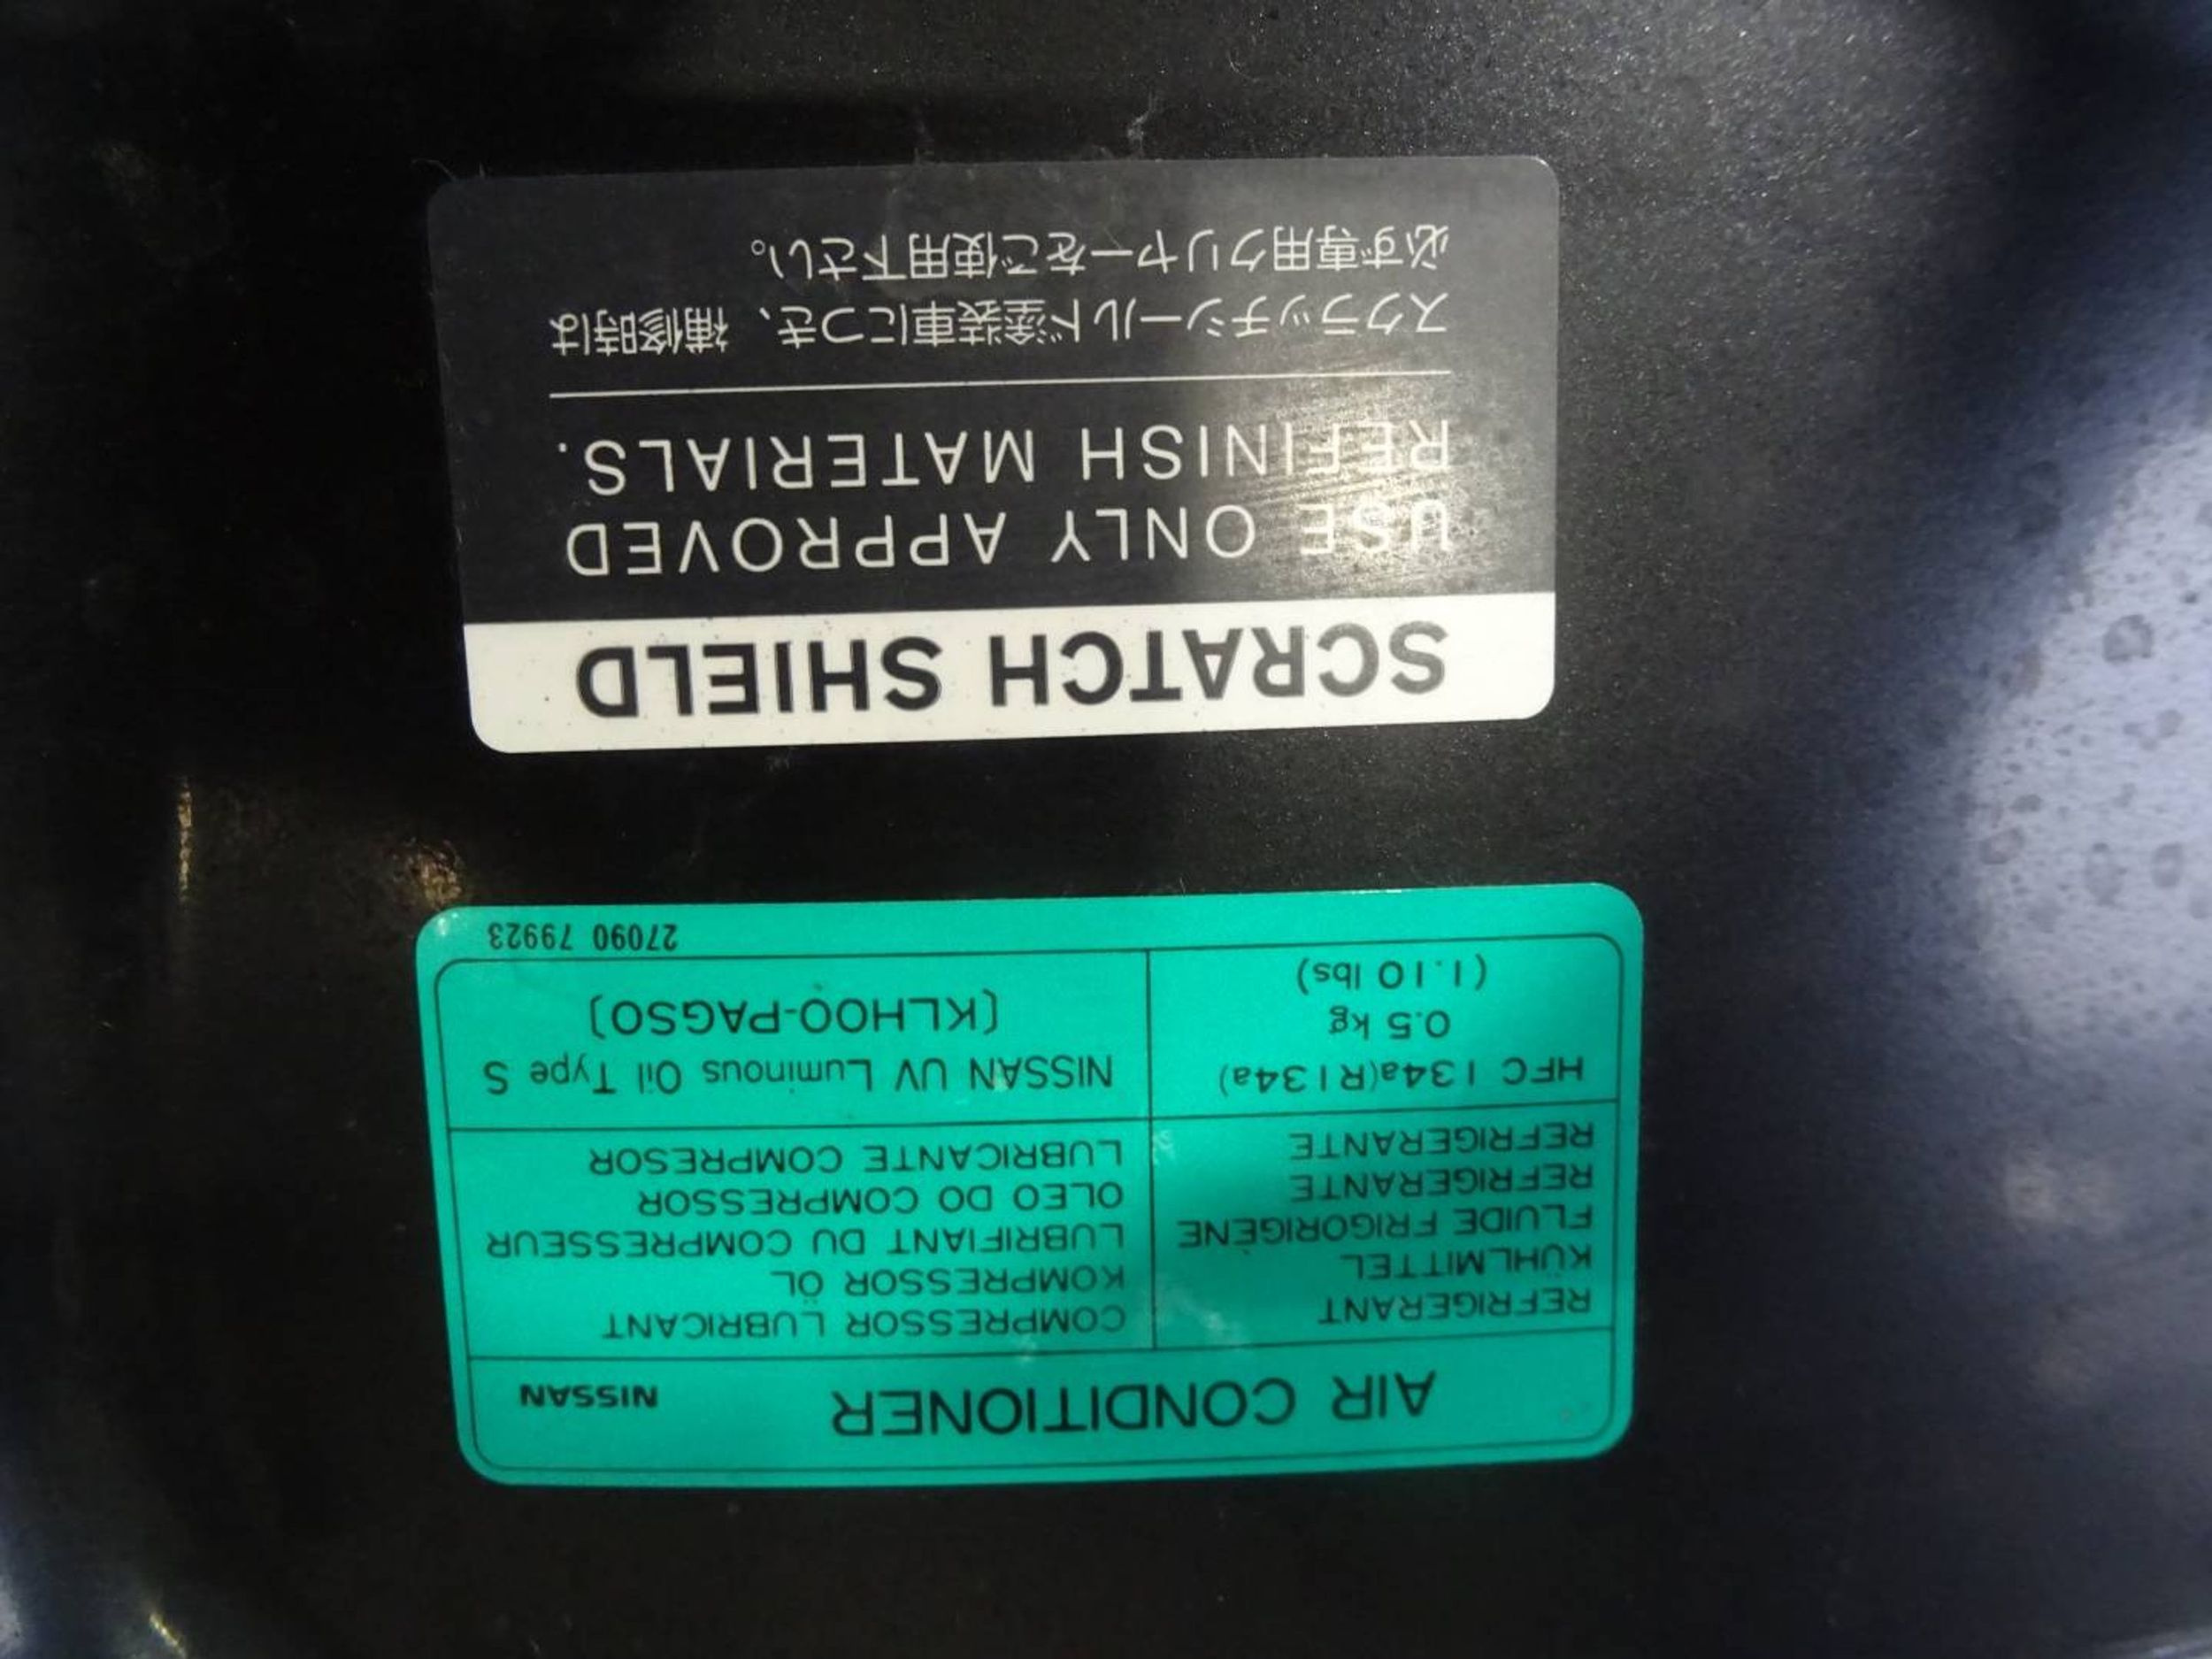 AIR CONDITIONER NISSAN
REFRIGERANT
KÜHLMITTEL
FLUIDE FRIGORIGENE
REFRIGERANTE
REFRIGERANTE
COMPRESSOR LUBRICANT
KOMPRESSOR ÖL
LUBRIFIANT DU COMPRESSEUR
OLEO DO COMPRESSOR
LUBRICANTE COMPRESOR
HFC 134a(R134a)
0.5 kg
(1.10 lbs)
NISSAN UV Luminous Oil Type S
(KLH00-PAGS0)
27090 79923
SCRATCH SHIELD
USE ONLY APPROVED
REFINISH MATERIALS.
スクラッチシールド塗装車につき、補修時は
必ず専用クリヤーをご使用下さい。